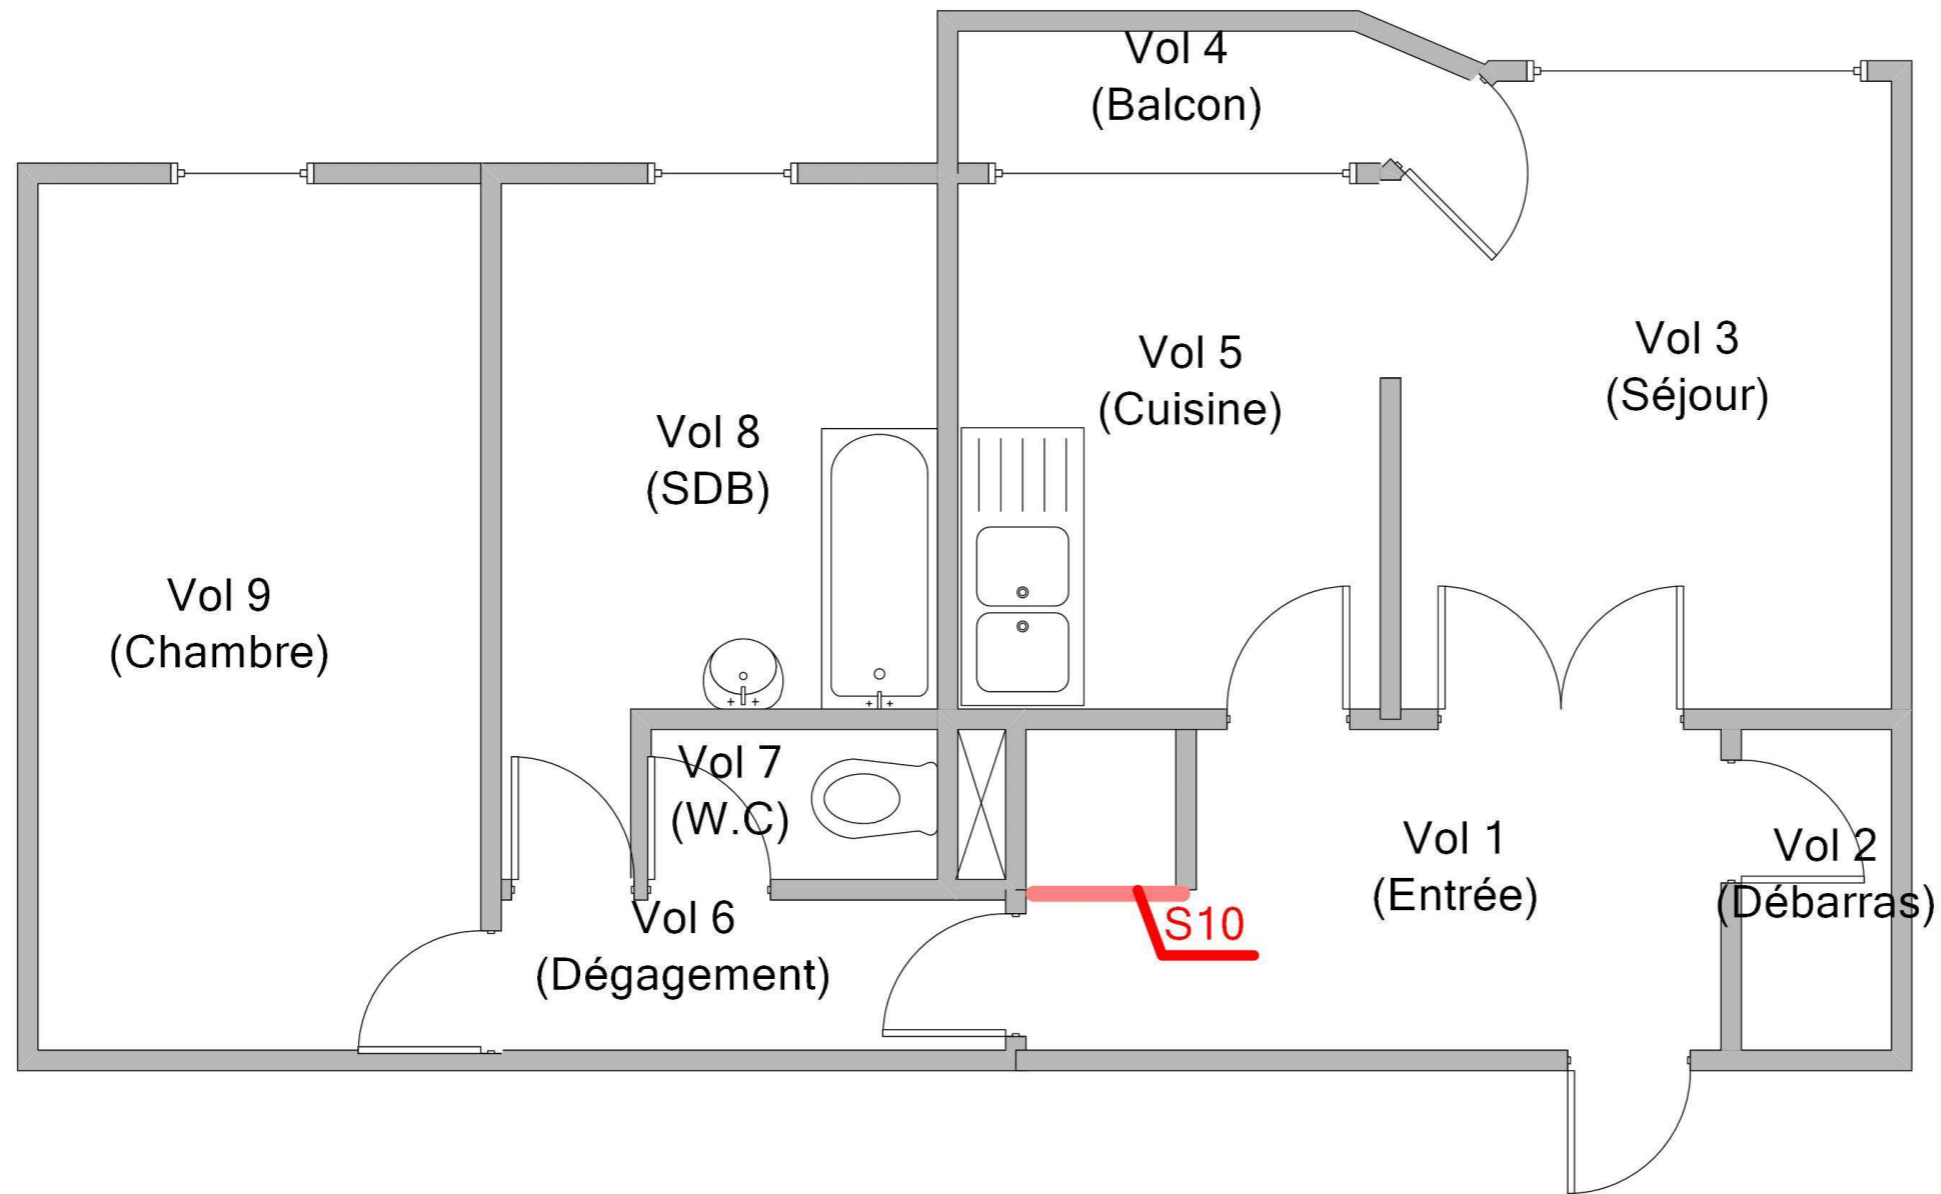 Vol 4
(Balcon)
Vol 3
(Séjour)
Vol 5
(Cuisine)
Vol 8
(SDB)
Vol 9
(Chambre)
Vol 7
(W.C)
Vol 1
(Entrée)
Vol 2
(Débarras)
Vol 6
(Dégagement)
S10